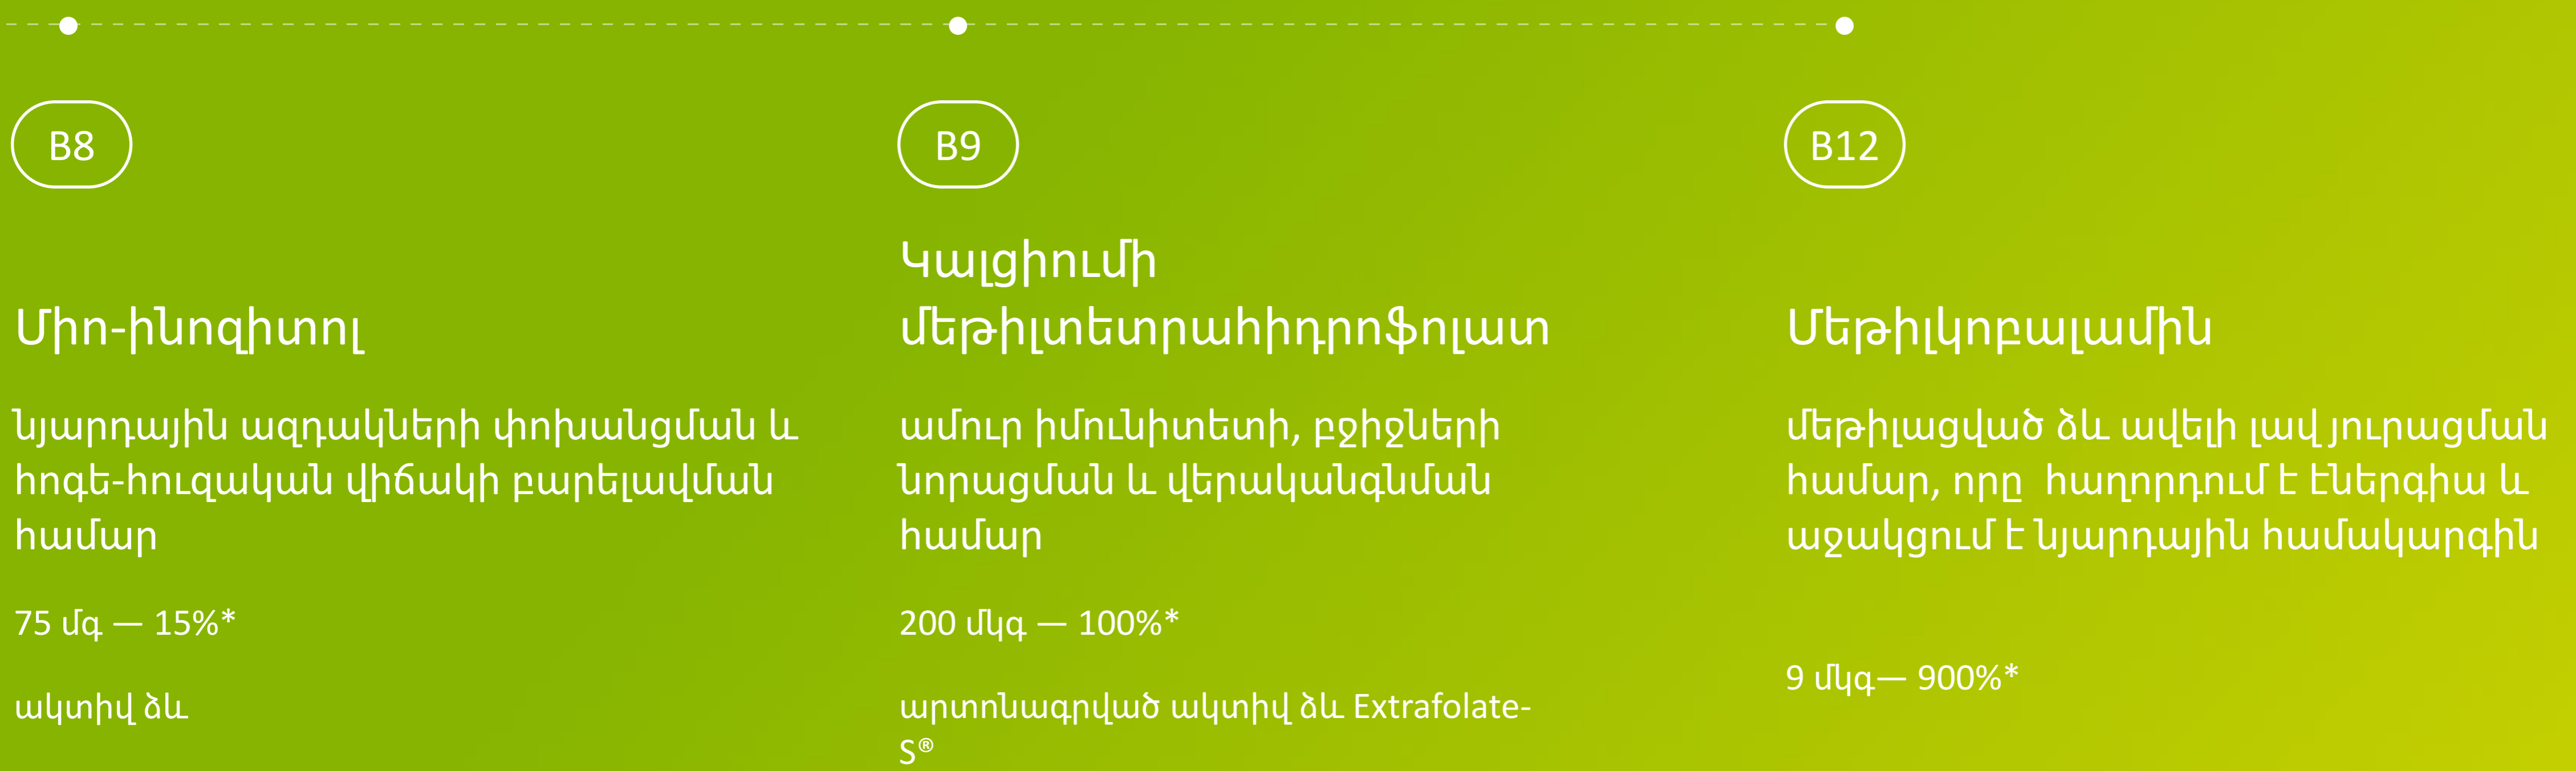 B8
Միո-ինոզիտոլ
նյարդային ազդակների փոխանցման և
հոգե-հուզական վիճակի բարելավման
համար
75 մգ — 15%*
ակտիվ ձև
B9
Կալցիումի
մեթիլտետրահիդրոֆոլատ
ամուր իմունիտետի, բջիջների
նորացման և վերականգնման
համար
200 մկգ — 100%*
արտոնագրված ակտիվ ձև Extrafolate-
S®
B12
Մեթիլկոբալամին
մեթիլացված ձև ավելի լավ յուրացման
համար, որը  հաղորդում է էներգիա և
աջակցում է նյարդային համակարգին
9 մկգ— 900%*